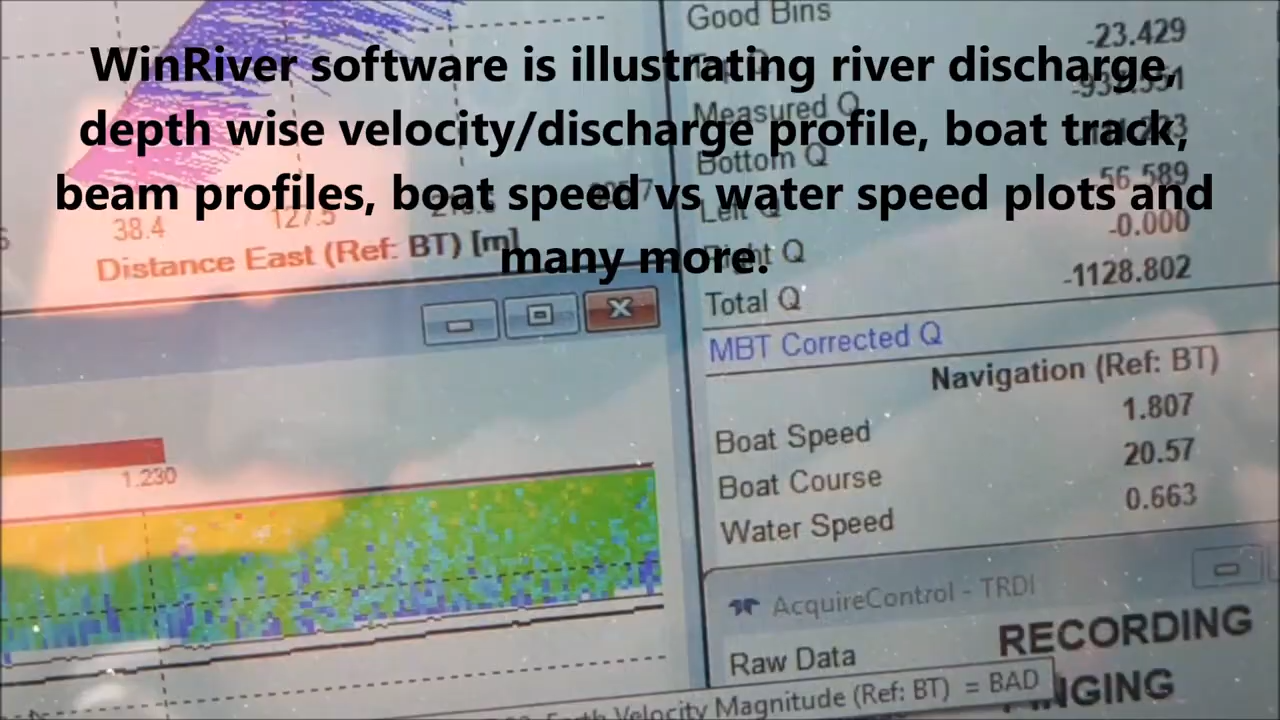 WinRiver software is illustrating river discharge,
depth wise velocity/discharge profile, boat track,
beam profiles, boat speed vs water speed plots and
many more.
Good Bins
-23.429
Top Q
Measured Q
Bottom Q
56.589
Left Q
-0.000
38.4 127.5
Distance East (Ref: BT) [m]
Right Q
-1128.802
Total Q
MBT Corrected Q
Navigation (Ref: BT)
Boat Speed 1.807
Boat Course 20.57
Water Speed 0.663
1.230
AcquireControl - TRDI
Raw Data RECORDING
Velocity Magnitude (Ref: BT) = BAD